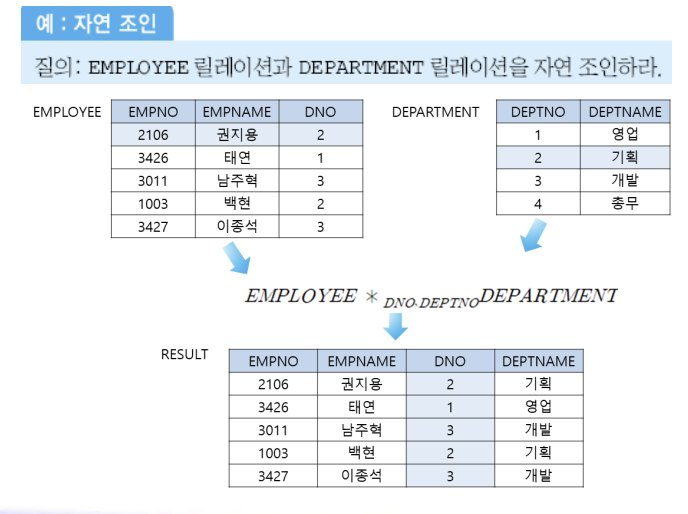 예 : 자연 조인
질의: EMPLOYEE 릴레이션과 DEPARTMENT 릴레이션을 자연 조인하라.
EMPLOYEE
EMPNO EMPNAME DNO
2106 권지용 2
3426 태연 1
3011 남주혁 3
1003 백현 2
3427 이종석 3
DEPARTMENT
DEPTNO DEPTNAME
1 영업
2 기획
3 개발
4 총무
EMPLOYEE * DNO.DEPTNO DEPARTMENT
RESULT
EMPNO EMPNAME DNO DEPTNAME
2106 권지용 2 기획
3426 태연 1 영업
3011 남주혁 3 개발
1003 백현 2 기획
3427 이종석 3 개발